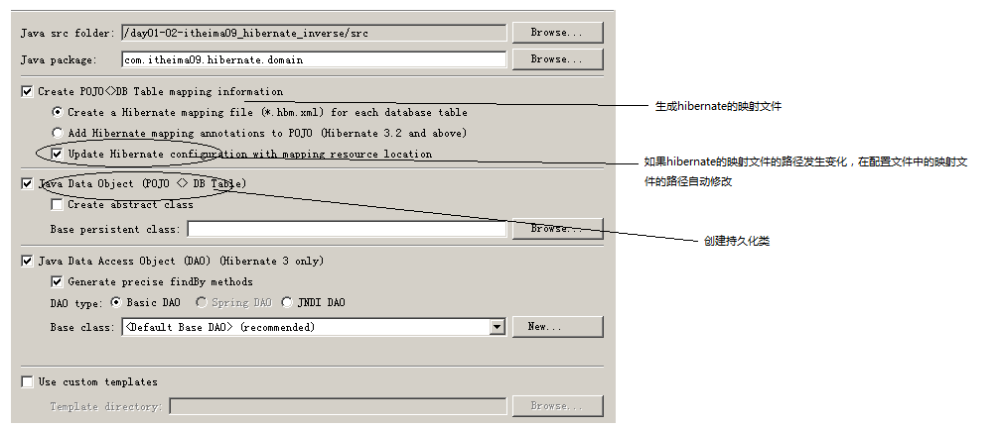 Java src folder: /day01-02-itheima09_hibernate_inverse/src Browse...
Java package: com.itheima09.hibernate.domain Browse...
Create POJO<>DB Table mapping information
生成hibernate的映射文件
Create a Hibernate mapping file (*.hbm.xml) for each database table
Add Hibernate mapping annotations to POJO (Hibernate 3.2 and above)
Update Hibernate configuration with mapping resource location
如果hibernate的映射文件的路径发生变化，在配置文件中的映射文
件的路径自动修改
Java Data Object (POJO <> DB Table)
Create abstract class
Base persistent class: Browse...
创建持久化类
Java Data Access Object (DAO) (Hibernate 3 only)
Generate precise findBy methods
DAO type: Basic DAO Spring DAO JNDI DAO
Base class: <Default Base DAO> (recommended) New...
Use custom templates
Template directory: Browse...